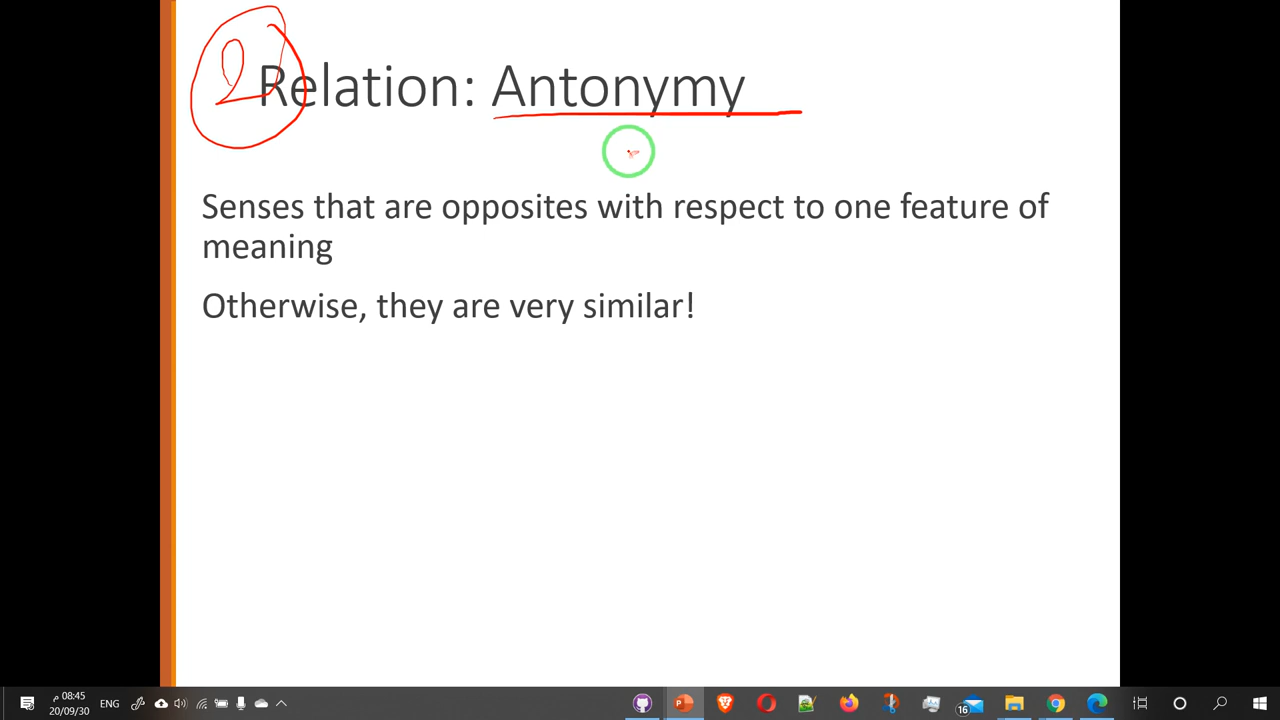 2
Relation: Antonymy
Senses that are opposites with respect to one feature of
meaning
Otherwise, they are very similar!
08:45 م
20/09/30
ENG
16